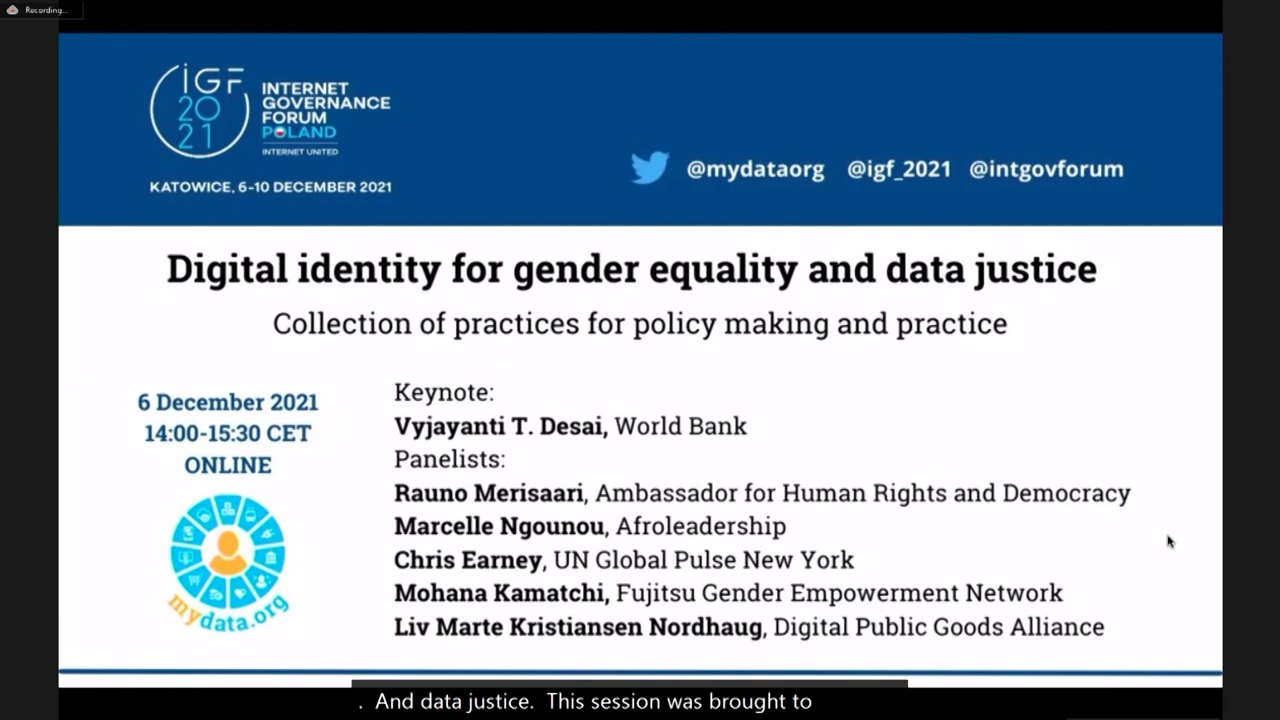 Recording...
iGF
20
21
INTERNET
GOVERNANCE
FORUM
POLAND
INTERNET UNITED
KATOWICE, 6-10 DECEMBER 2021
@mydataorg @igf_2021 @intgovforum
Digital identity for gender equality and data justice
Collection of practices for policy making and practice
6 December 2021
14:00-15:30 CET
ONLINE
mydata.org
Keynote:
Vyjayanti T. Desai, World Bank
Panelists:
Rauno Merisaari, Ambassador for Human Rights and Democracy
Marcelle Ngounou, Afroleadership
Chris Earney, UN Global Pulse New York
Mohana Kamatchi, Fujitsu Gender Empowerment Network
Liv Marte Kristiansen Nordhaug, Digital Public Goods Alliance
. And data justice. This session was brought to